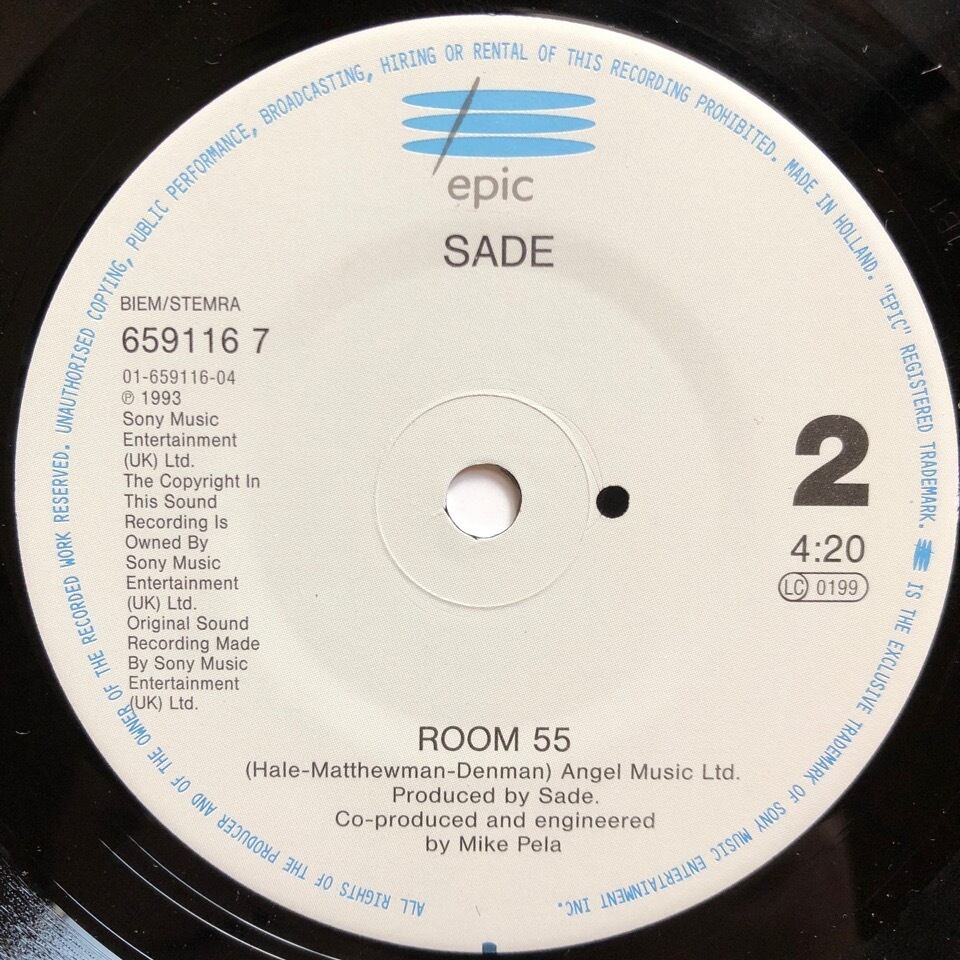 epic
SADE
BIEM/STEMRA
659116 7
01-659116-04
℗ 1993
Sony Music
Entertainment
(UK) Ltd.
The Copyright In
This Sound
Recording Is
Owned By
Sony Music
Entertainment
(UK) Ltd.
Original Sound
Recording Made
By Sony Music
Entertainment
(UK) Ltd.
2
4:20
LC 0199
ROOM 55
(Hale-Matthewman-Denman) Angel Music Ltd.
Produced by Sade.
Co-produced and engineered
by Mike Pela
ALL RIGHTS OF THE PRODUCER AND OF THE OWNER OF THE RECORDED WORK RESERVED. UNAUTHORISED COPYING, PUBLIC PERFORMANCE, BROADCASTING, HIRING OR RENTAL OF THIS RECORDING PROHIBITED. MADE IN HOLLAND. "EPIC" REGISTERED TRADEMARK. IS THE EXCLUSIVE TRADEMARK OF SONY MUSIC ENTERTAINMENT INC.